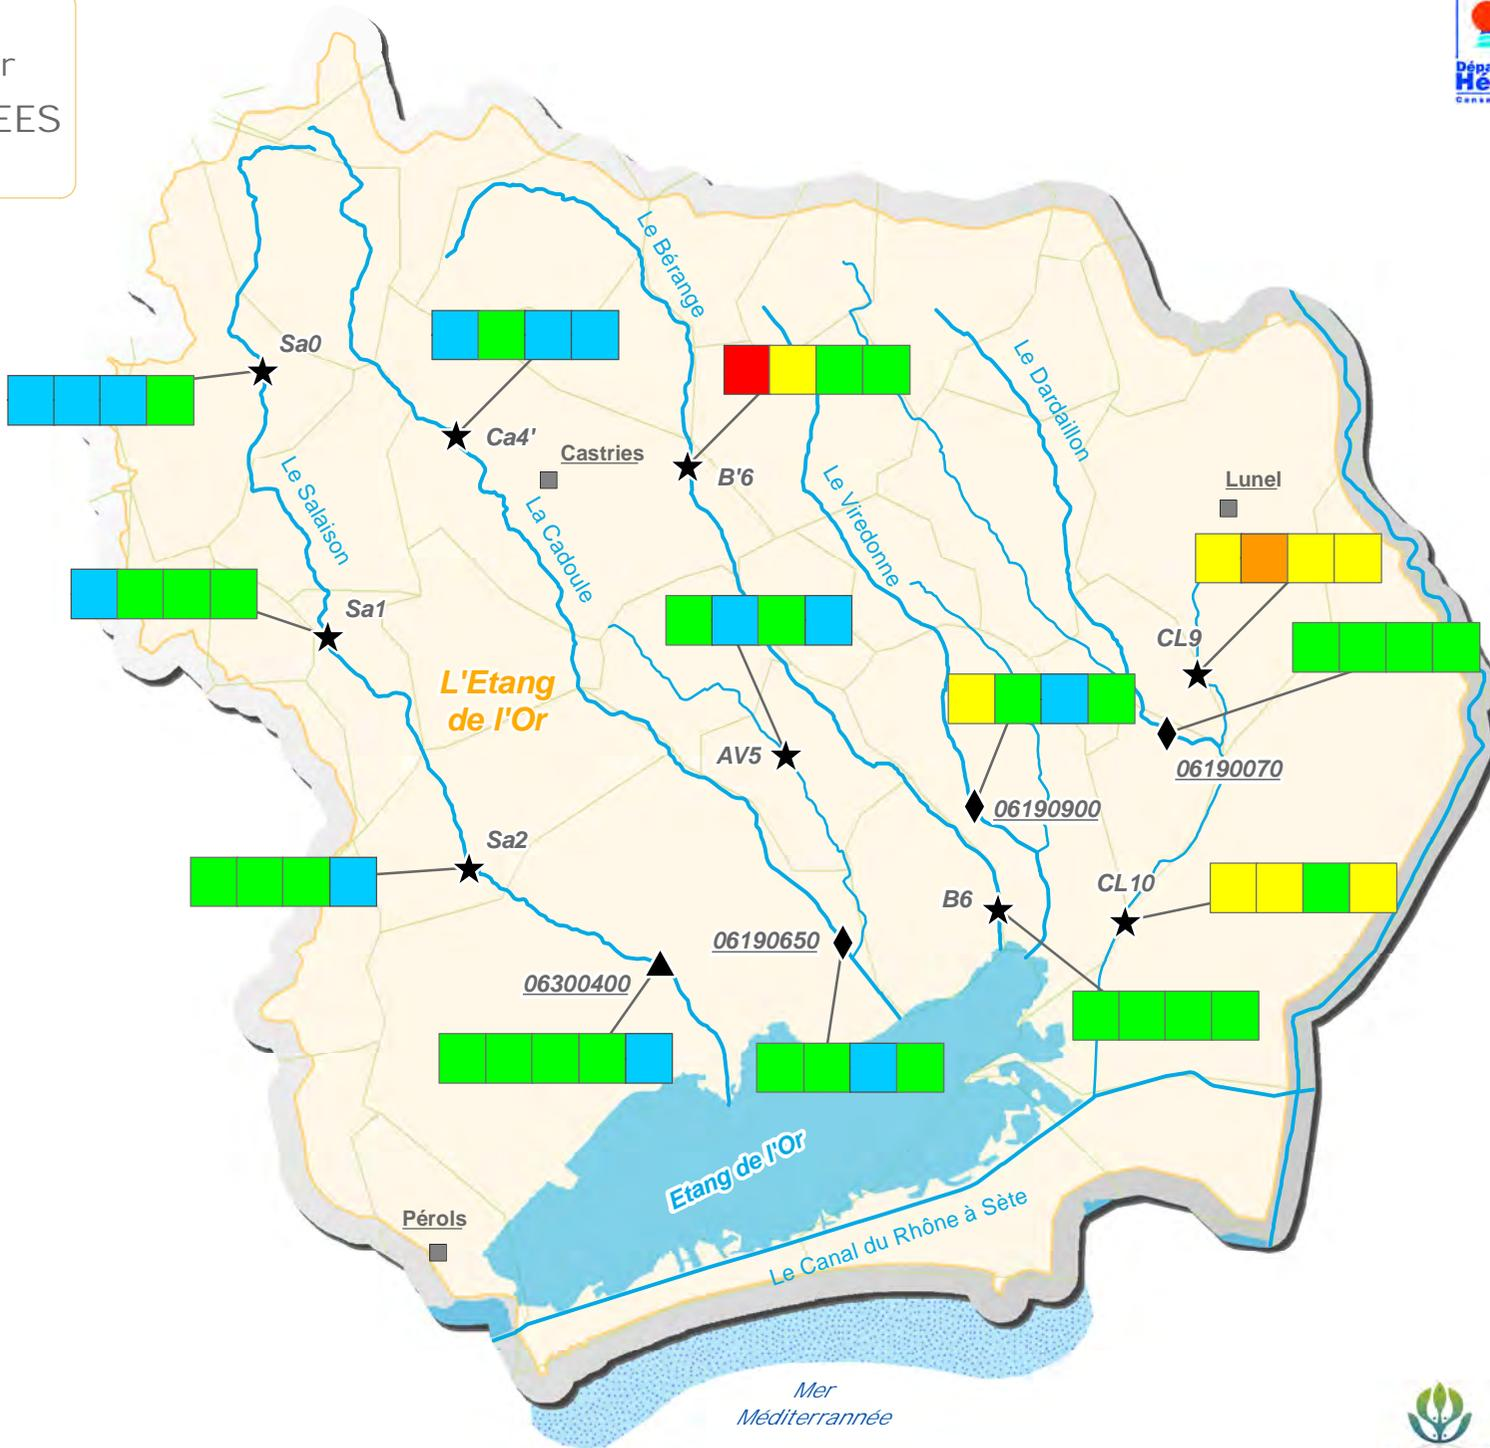 r
EES
Le Bérange
Sa0
Le Dardaillon
Ca4'
Castries
B'6
Le Salaison
La Cadoule
Le Viredonne
Lunel
Sa1
CL9
L'Etang
de l'Or
AV5
06190070
06190900
Sa2
CL10
B6
06190650
06300400
Etang de l'Or
Pérols
Le Canal du Rhône à Sète
Mer
Méditerrannée